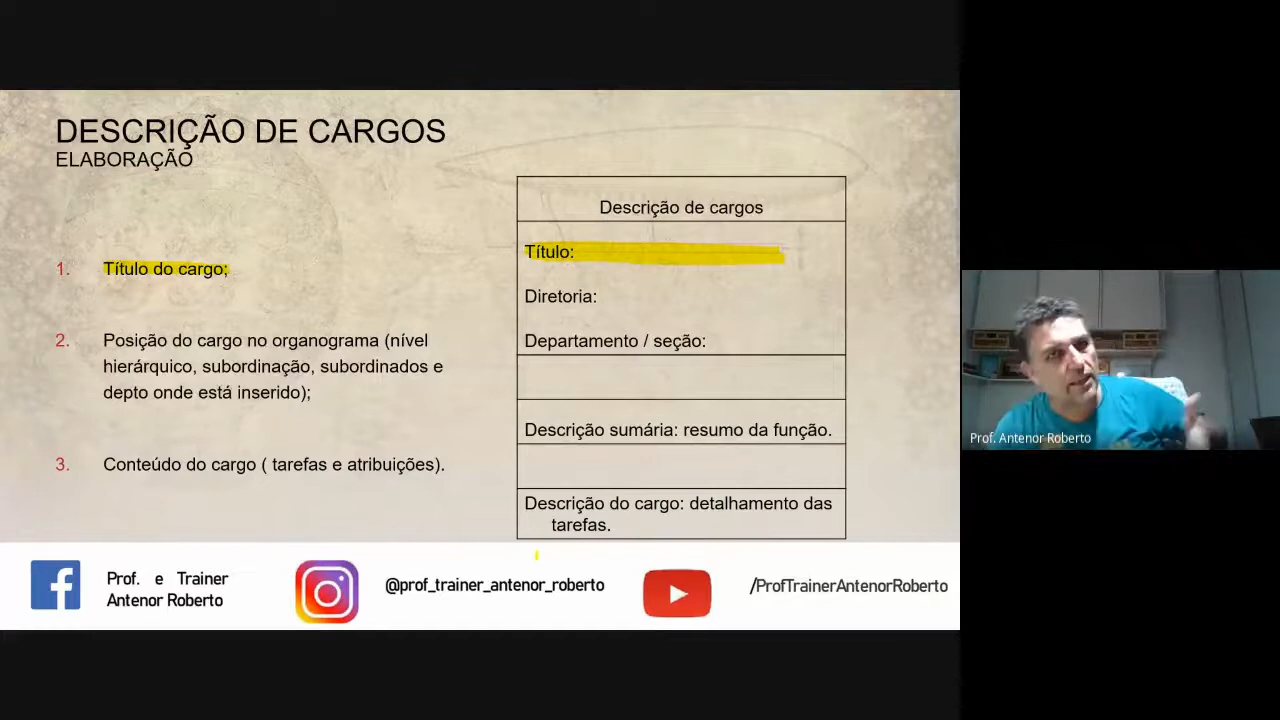 DESCRIÇÃO DE CARGOS
ELABORAÇÃO
1. Título do cargo;
2. Posição do cargo no organograma (nível
hierárquico, subordinação, subordinados e
depto onde está inserido);
3. Conteúdo do cargo ( tarefas e atribuições).
Descrição de cargos
Título:
Diretoria:
Departamento / seção:
Descrição sumária: resumo da função.
Descrição do cargo: detalhamento das
tarefas.
Prof. e Trainer
Antenor Roberto
@prof_trainer_antenor_roberto
/ProfTrainerAntenorRoberto
Prof. Antenor Roberto